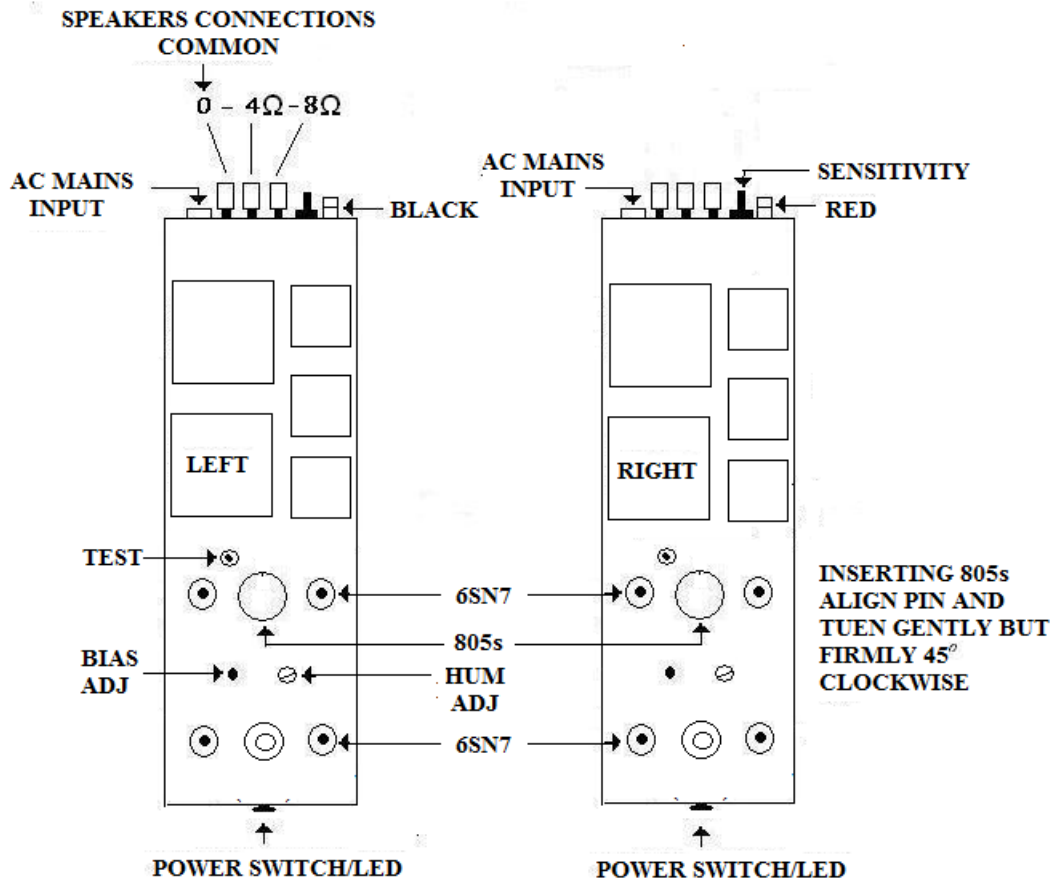 SPEAKERS CONNECTIONS
COMMON
0 - 4Ω - 8Ω
AC MAINS
INPUT
BLACK
AC MAINS
INPUT
SENSITIVITY
RED
LEFT
RIGHT
TEST
6SN7
805s
BIAS
ADJ
HUM
ADJ
6SN7
INSERTING 805s
ALIGN PIN AND
TUEN GENTLY BUT
FIRMLY 45°
CLOCKWISE
POWER SWITCH/LED
POWER SWITCH/LED